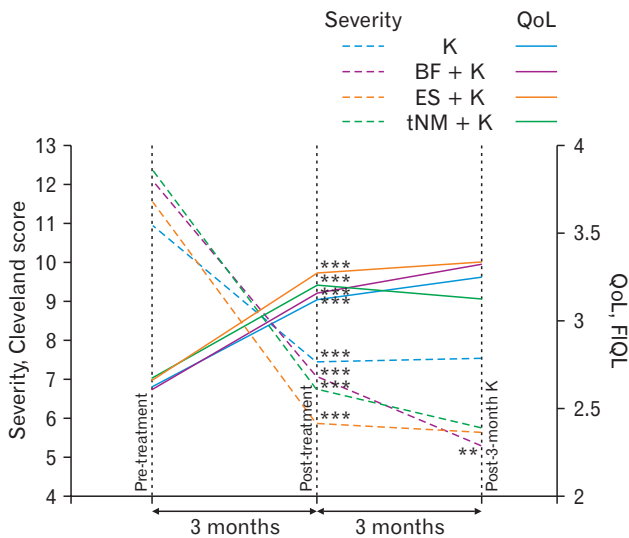 Severity QoL
K
BF + K
ES + K
tNM + K
Severity, Cleveland score
13
12
11
10
9
8
7
6
5
4
Pre-treatment
Post-treatment
Post-3-month K
***
***
***
***
***
***
***
***
**
4
3.5
3
2.5
2
QoL, FIQL
3 months 3 months